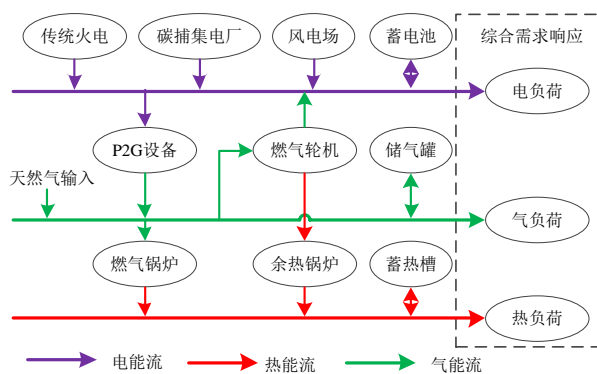 传统火电
碳捕集电厂
风电场
蓄电池
综合需求响应
电负荷
P2G设备
燃气轮机
储气罐
天然气输入
气负荷
燃气锅炉
余热锅炉
蓄热槽
热负荷
电能流
热能流
气能流